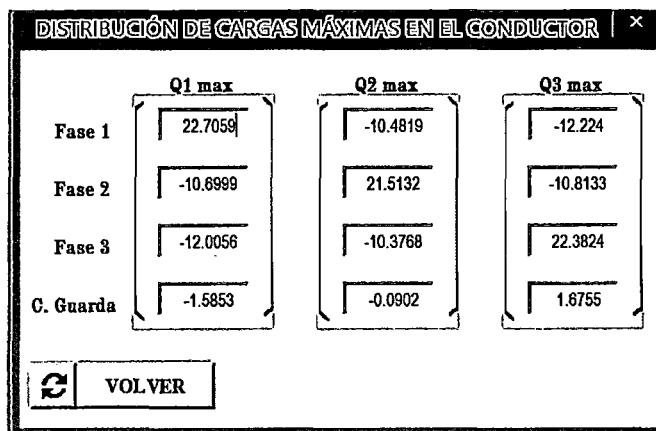 DISTRIBUCIÓN DE CARGAS MÁXIMAS EN EL CONDUCTOR ×
Q1 max Q2 max Q3 max
Fase 1 22.7059 -10.4819 -12.224
Fase 2 -10.6999 21.5132 -10.8133
Fase 3 -12.0056 -10.3768 22.3824
C. Guarda -1.5853 -0.0902 1.6755
VOLVER